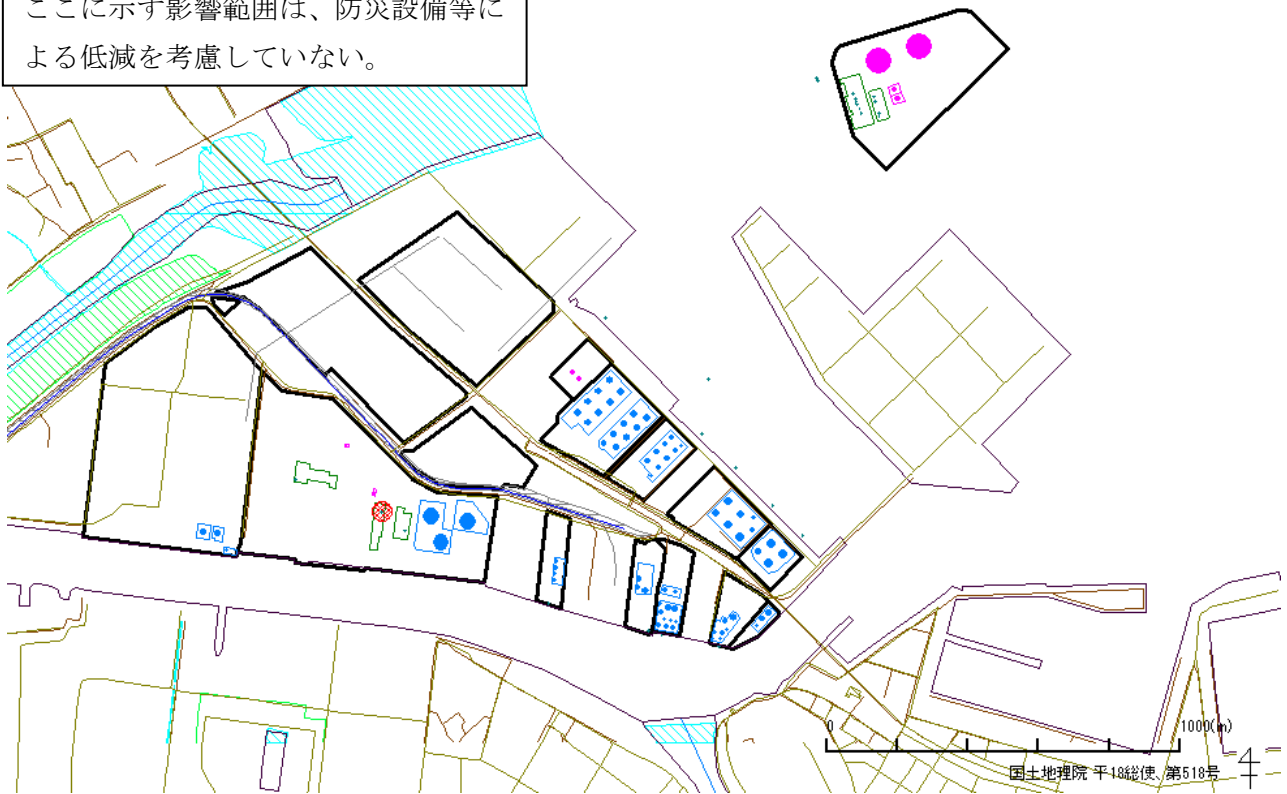 ここに示す影響範囲は、防災設備等に
よる低減を考慮していない。
0
1000(m)
国土地理院 平18総使、第518号